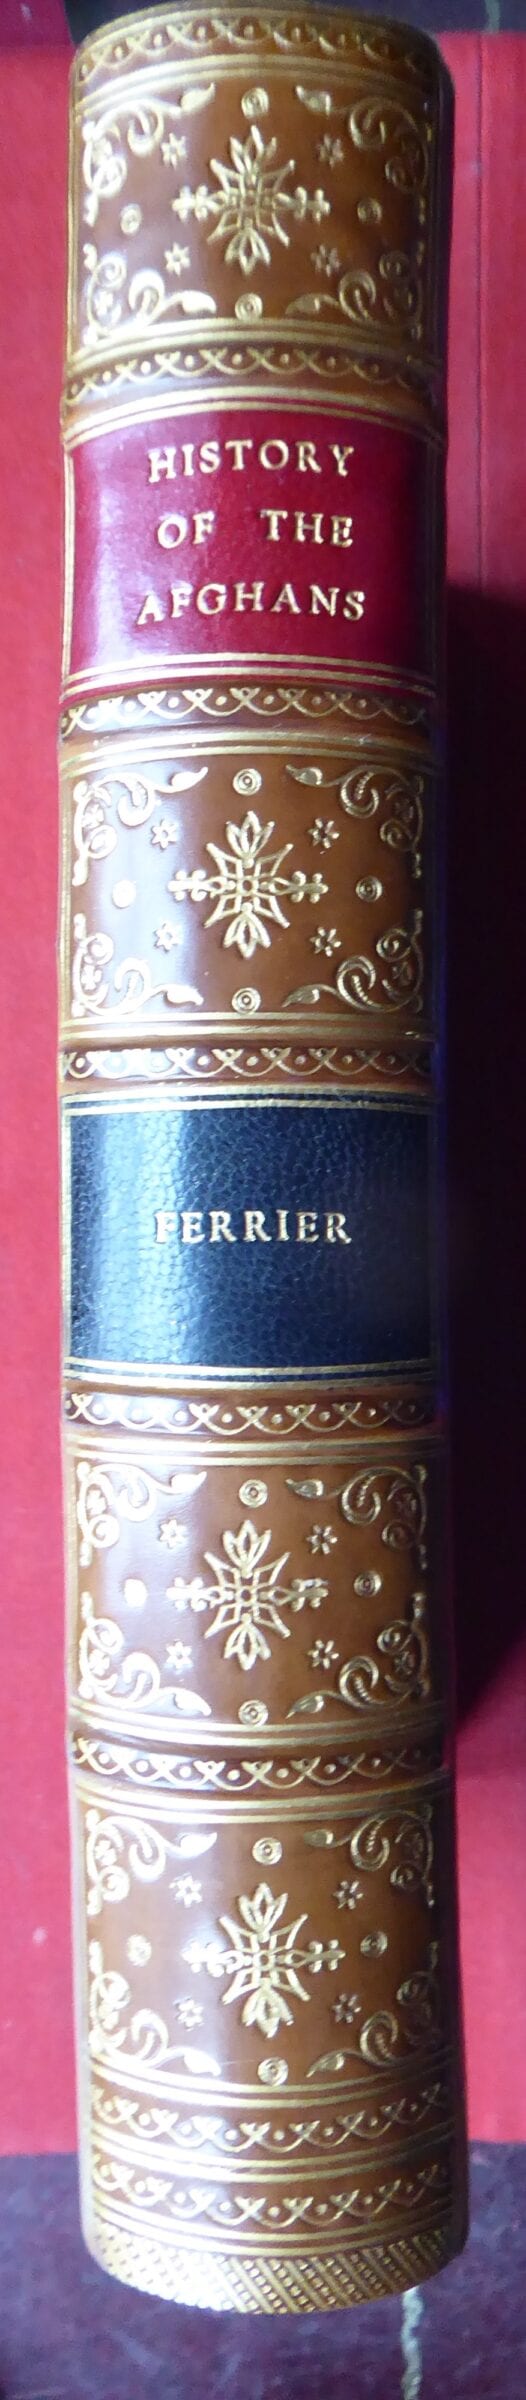 HISTORY
OF THE
AFGHANS
FERRIER